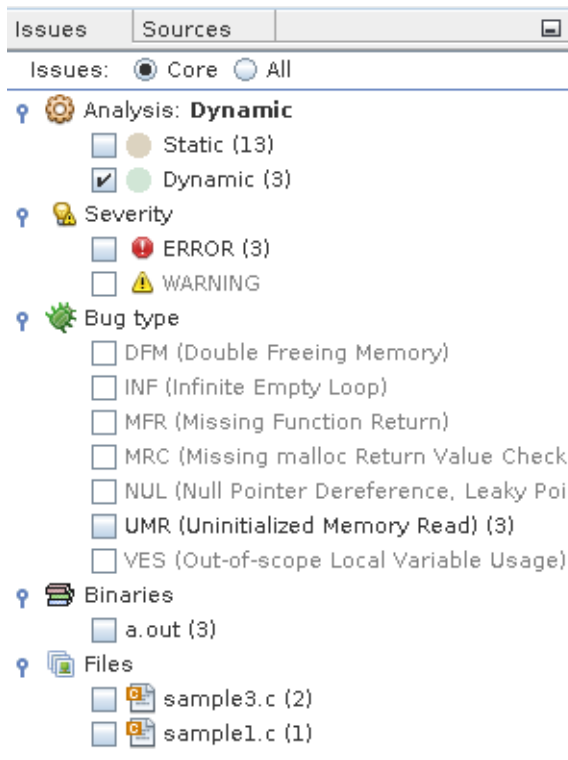 Issues Sources
Issues: Core All
Analysis: Dynamic
Static (13)
Dynamic (3)
Severity
ERROR (3)
WARNING
Bug type
DFM (Double Freeing Memory)
INF (Infinite Empty Loop)
MFR (Missing Function Return)
MRC (Missing malloc Return Value Check
NUL (Null Pointer Dereference, Leaky Poi
UMR (Uninitialized Memory Read) (3)
VES (Out-of-scope Local Variable Usage)
Binaries
a.out (3)
Files
sample3.c (2)
sample1.c (1)